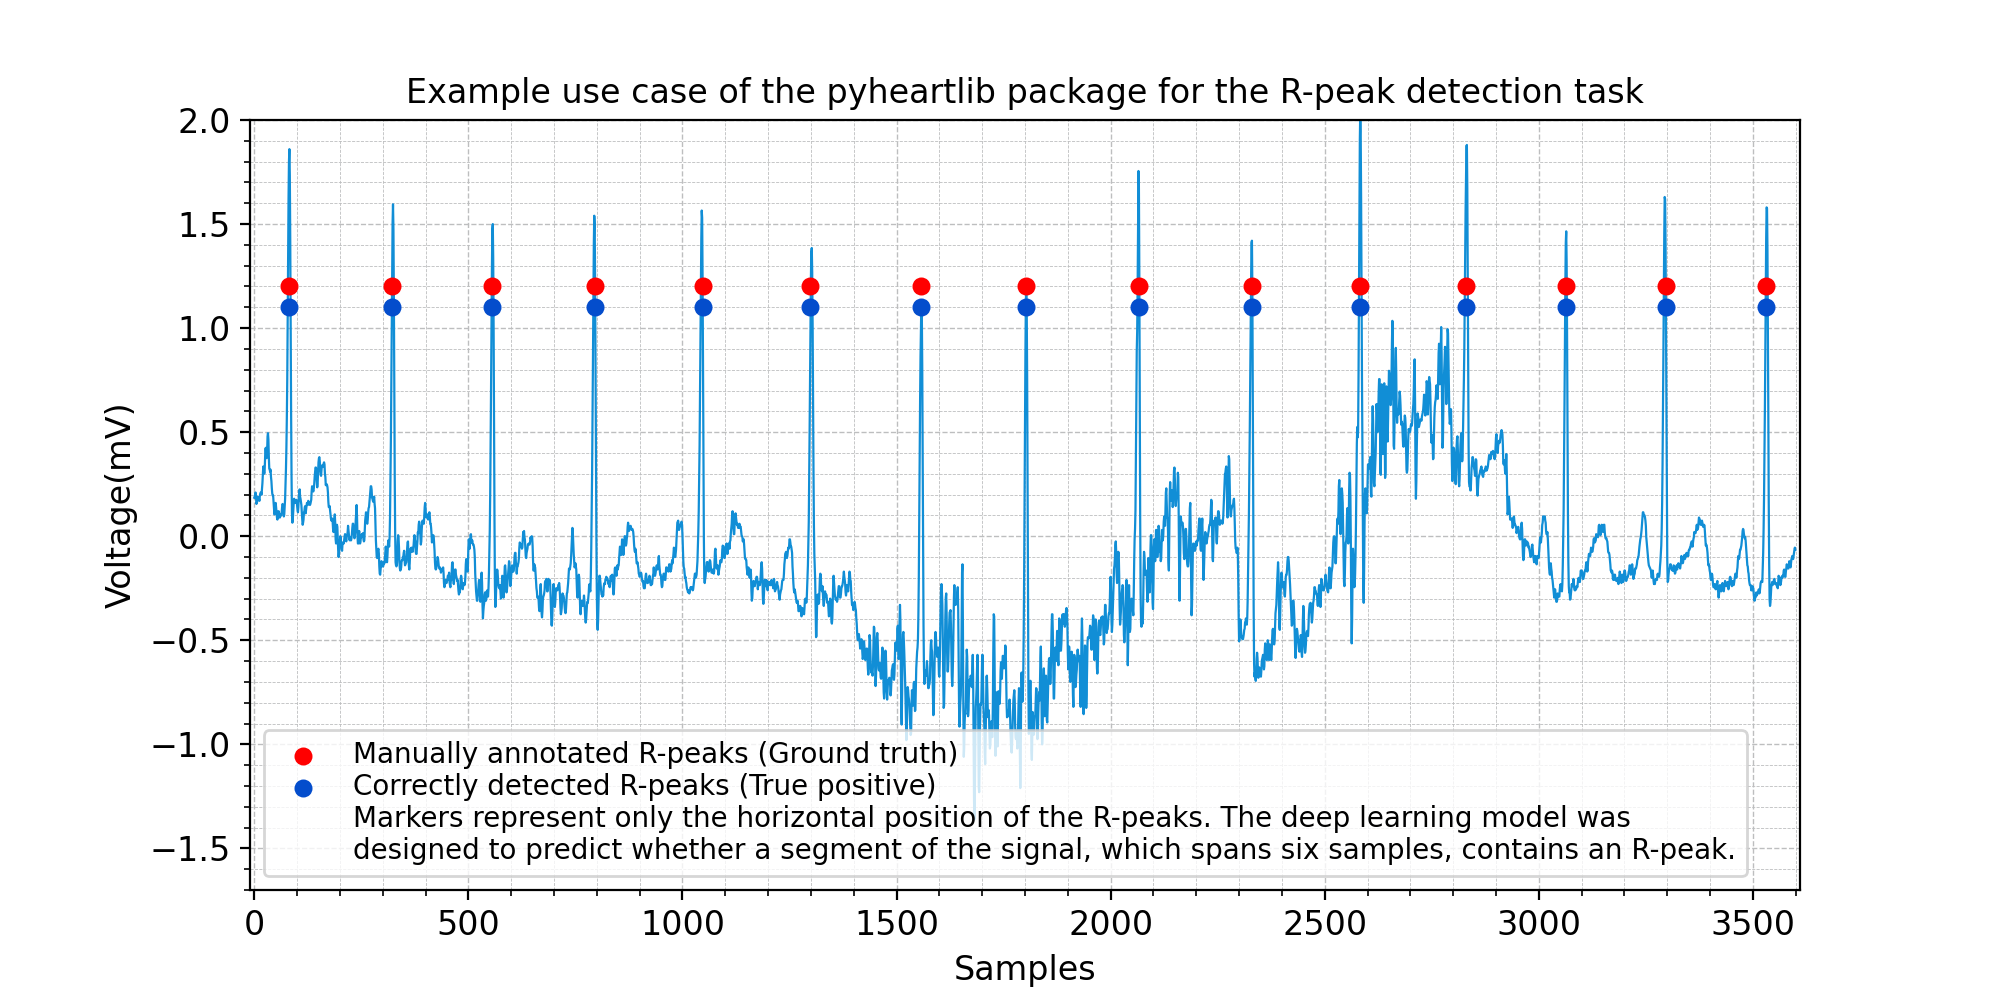 Example use case of the pyheartlib package for the R-peak detection task
2.0
1.5
1.0
0.5
0.0
−0.5
−1.0
−1.5
Voltage(mV)
Manually annotated R-peaks (Ground truth)
Correctly detected R-peaks (True positive)
Markers represent only the horizontal position of the R-peaks. The deep learning model was
designed to predict whether a segment of the signal, which spans six samples, contains an R-peak.
0 500 1000 1500 2000 2500 3000 3500
Samples